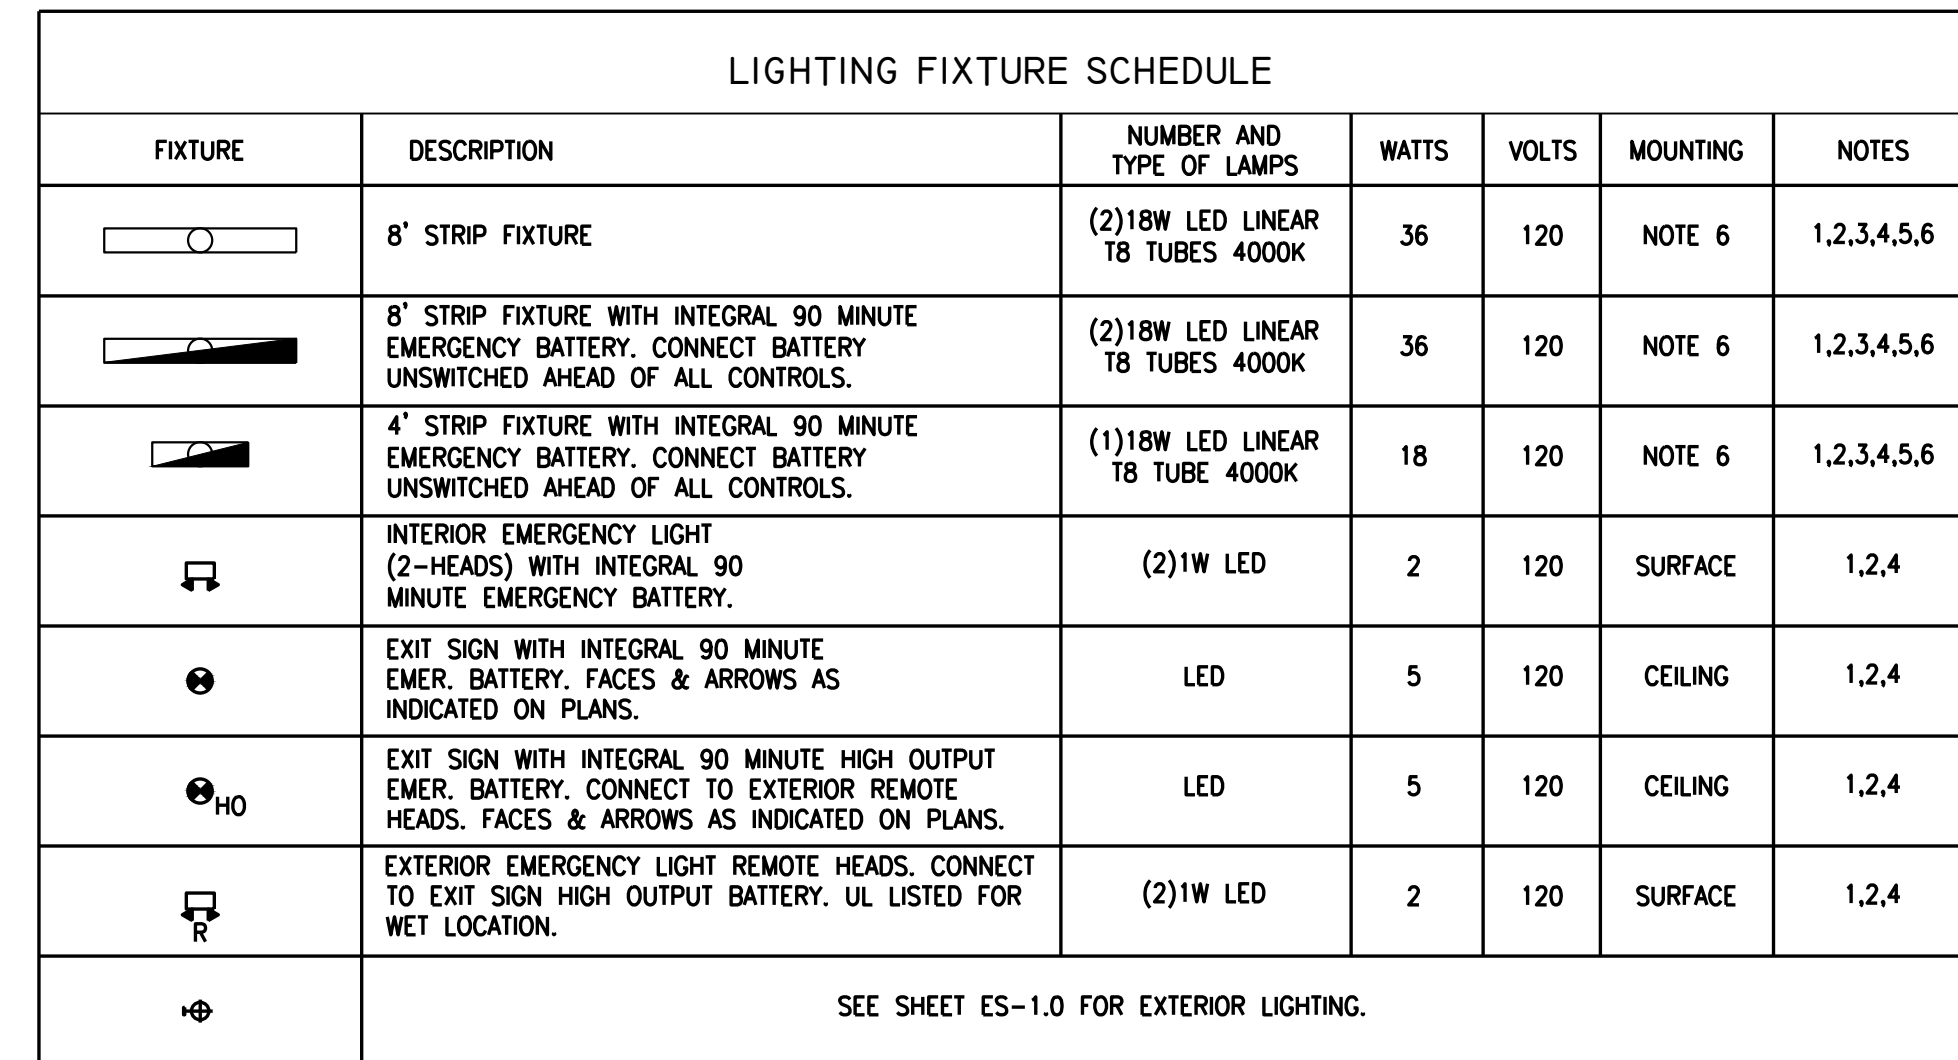 LIGHTING FIXTURE SCHEDULE
FIXTURE
DESCRIPTION
NUMBER AND
TYPE OF LAMPS
WATTS
VOLTS
MOUNTING
NOTES
8' STRIP FIXTURE
(2)18W LED LINEAR
T8 TUBES 4000K
36
120
NOTE 6
1,2,3,4,5,6
8' STRIP FIXTURE WITH INTEGRAL 90 MINUTE
EMERGENCY BATTERY. CONNECT BATTERY
UNSWITCHED AHEAD OF ALL CONTROLS.
(2)18W LED LINEAR
T8 TUBES 4000K
36
120
NOTE 6
1,2,3,4,5,6
4' STRIP FIXTURE WITH INTEGRAL 90 MINUTE
EMERGENCY BATTERY. CONNECT BATTERY
UNSWITCHED AHEAD OF ALL CONTROLS.
(1)18W LED LINEAR
T8 TUBE 4000K
18
120
NOTE 6
1,2,3,4,5,6
INTERIOR EMERGENCY LIGHT
(2-HEADS) WITH INTEGRAL 90
MINUTE EMERGENCY BATTERY.
(2)1W LED
2
120
SURFACE
1,2,4
EXIT SIGN WITH INTEGRAL 90 MINUTE
EMER. BATTERY. FACES & ARROWS AS
INDICATED ON PLANS.
LED
5
120
CEILING
1,2,4
HO
EXIT SIGN WITH INTEGRAL 90 MINUTE HIGH OUTPUT
EMER. BATTERY. CONNECT TO EXTERIOR REMOTE
HEADS. FACES & ARROWS AS INDICATED ON PLANS.
LED
5
120
CEILING
1,2,4
R
EXTERIOR EMERGENCY LIGHT REMOTE HEADS. CONNECT
TO EXIT SIGN HIGH OUTPUT BATTERY. UL LISTED FOR
WET LOCATION.
(2)1W LED
2
120
SURFACE
1,2,4
SEE SHEET ES-1.0 FOR EXTERIOR LIGHTING.